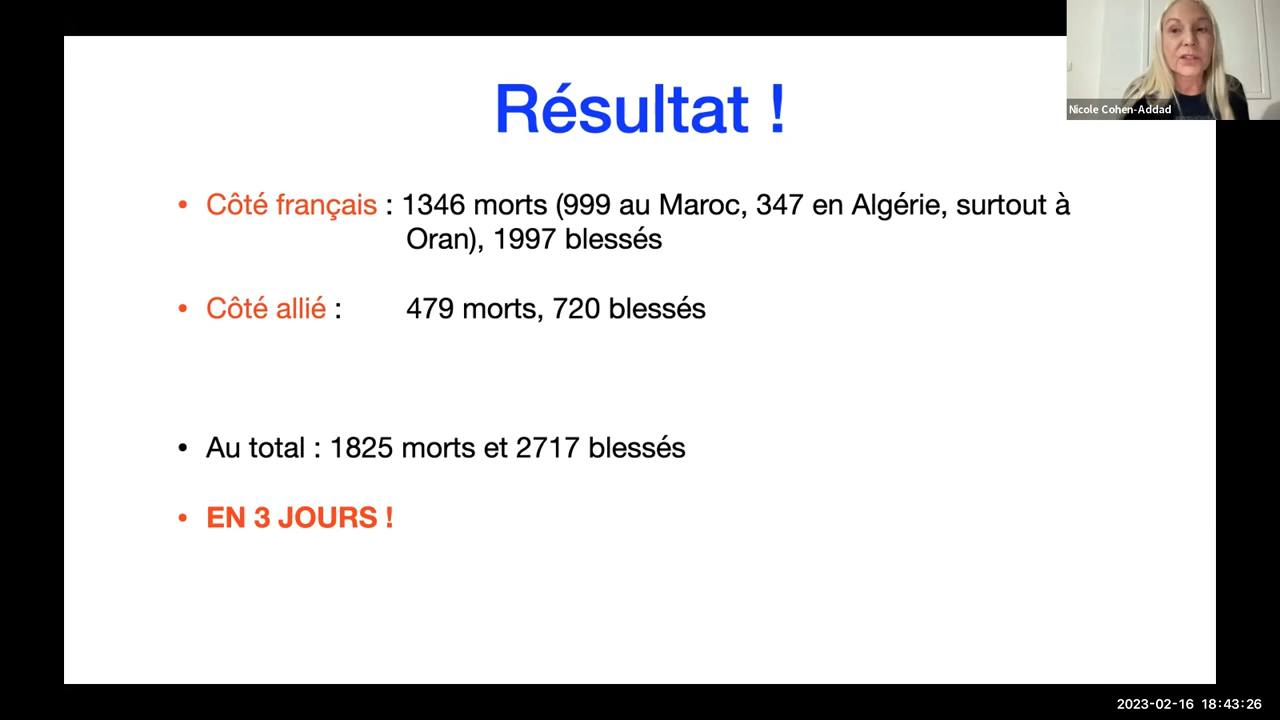 Nicole Cohen-Addad
Résultat !
• Côté français : 1346 morts (999 au Maroc, 347 en Algérie, surtout à
Oran), 1997 blessés
• Côté allié : 479 morts, 720 blessés
• Au total : 1825 morts et 2717 blessés
• EN 3 JOURS !
2023-02-16 18:43:26